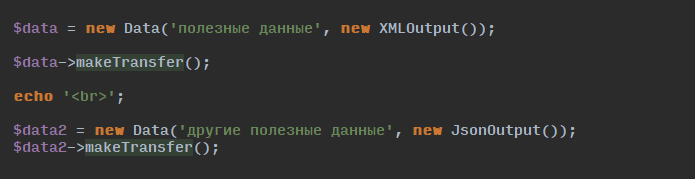 $data = new Data('полезные данные', new XMLOutput());
$data->makeTransfer();
echo '<br>';
$data2 = new Data('другие полезные данные', new JsonOutput());
$data2->makeTransfer();